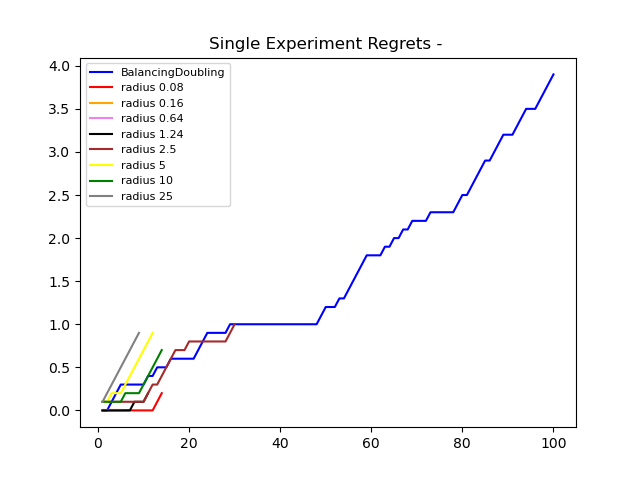 Single Experiment Regrets -
4.0
3.5
3.0
2.5
2.0
1.5
1.0
0.5
0.0
BalancingDoubling
radius 0.08
radius 0.16
radius 0.64
radius 1.24
radius 2.5
radius 5
radius 10
radius 25
0 20 40 60 80 100